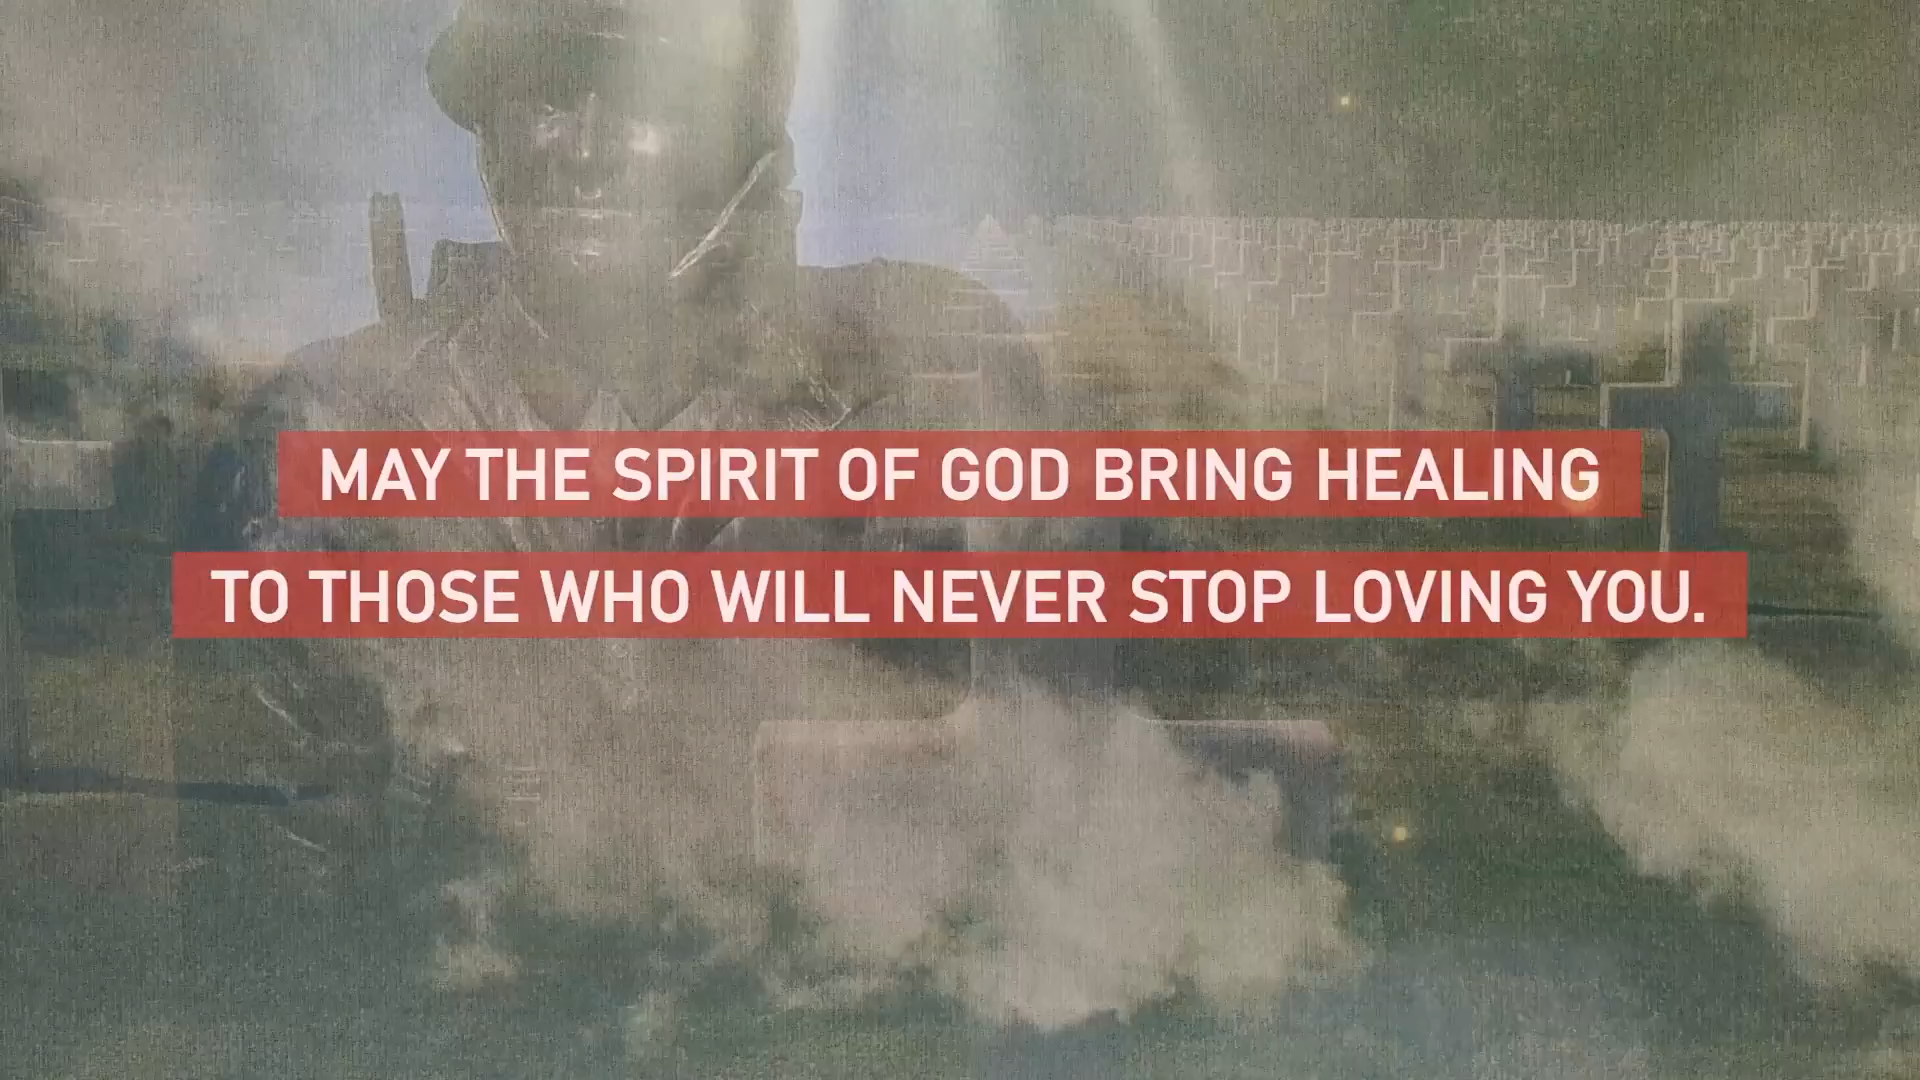 MAY THE SPIRIT OF GOD BRING HEALING
TO THOSE WHO WILL NEVER STOP LOVING YOU.